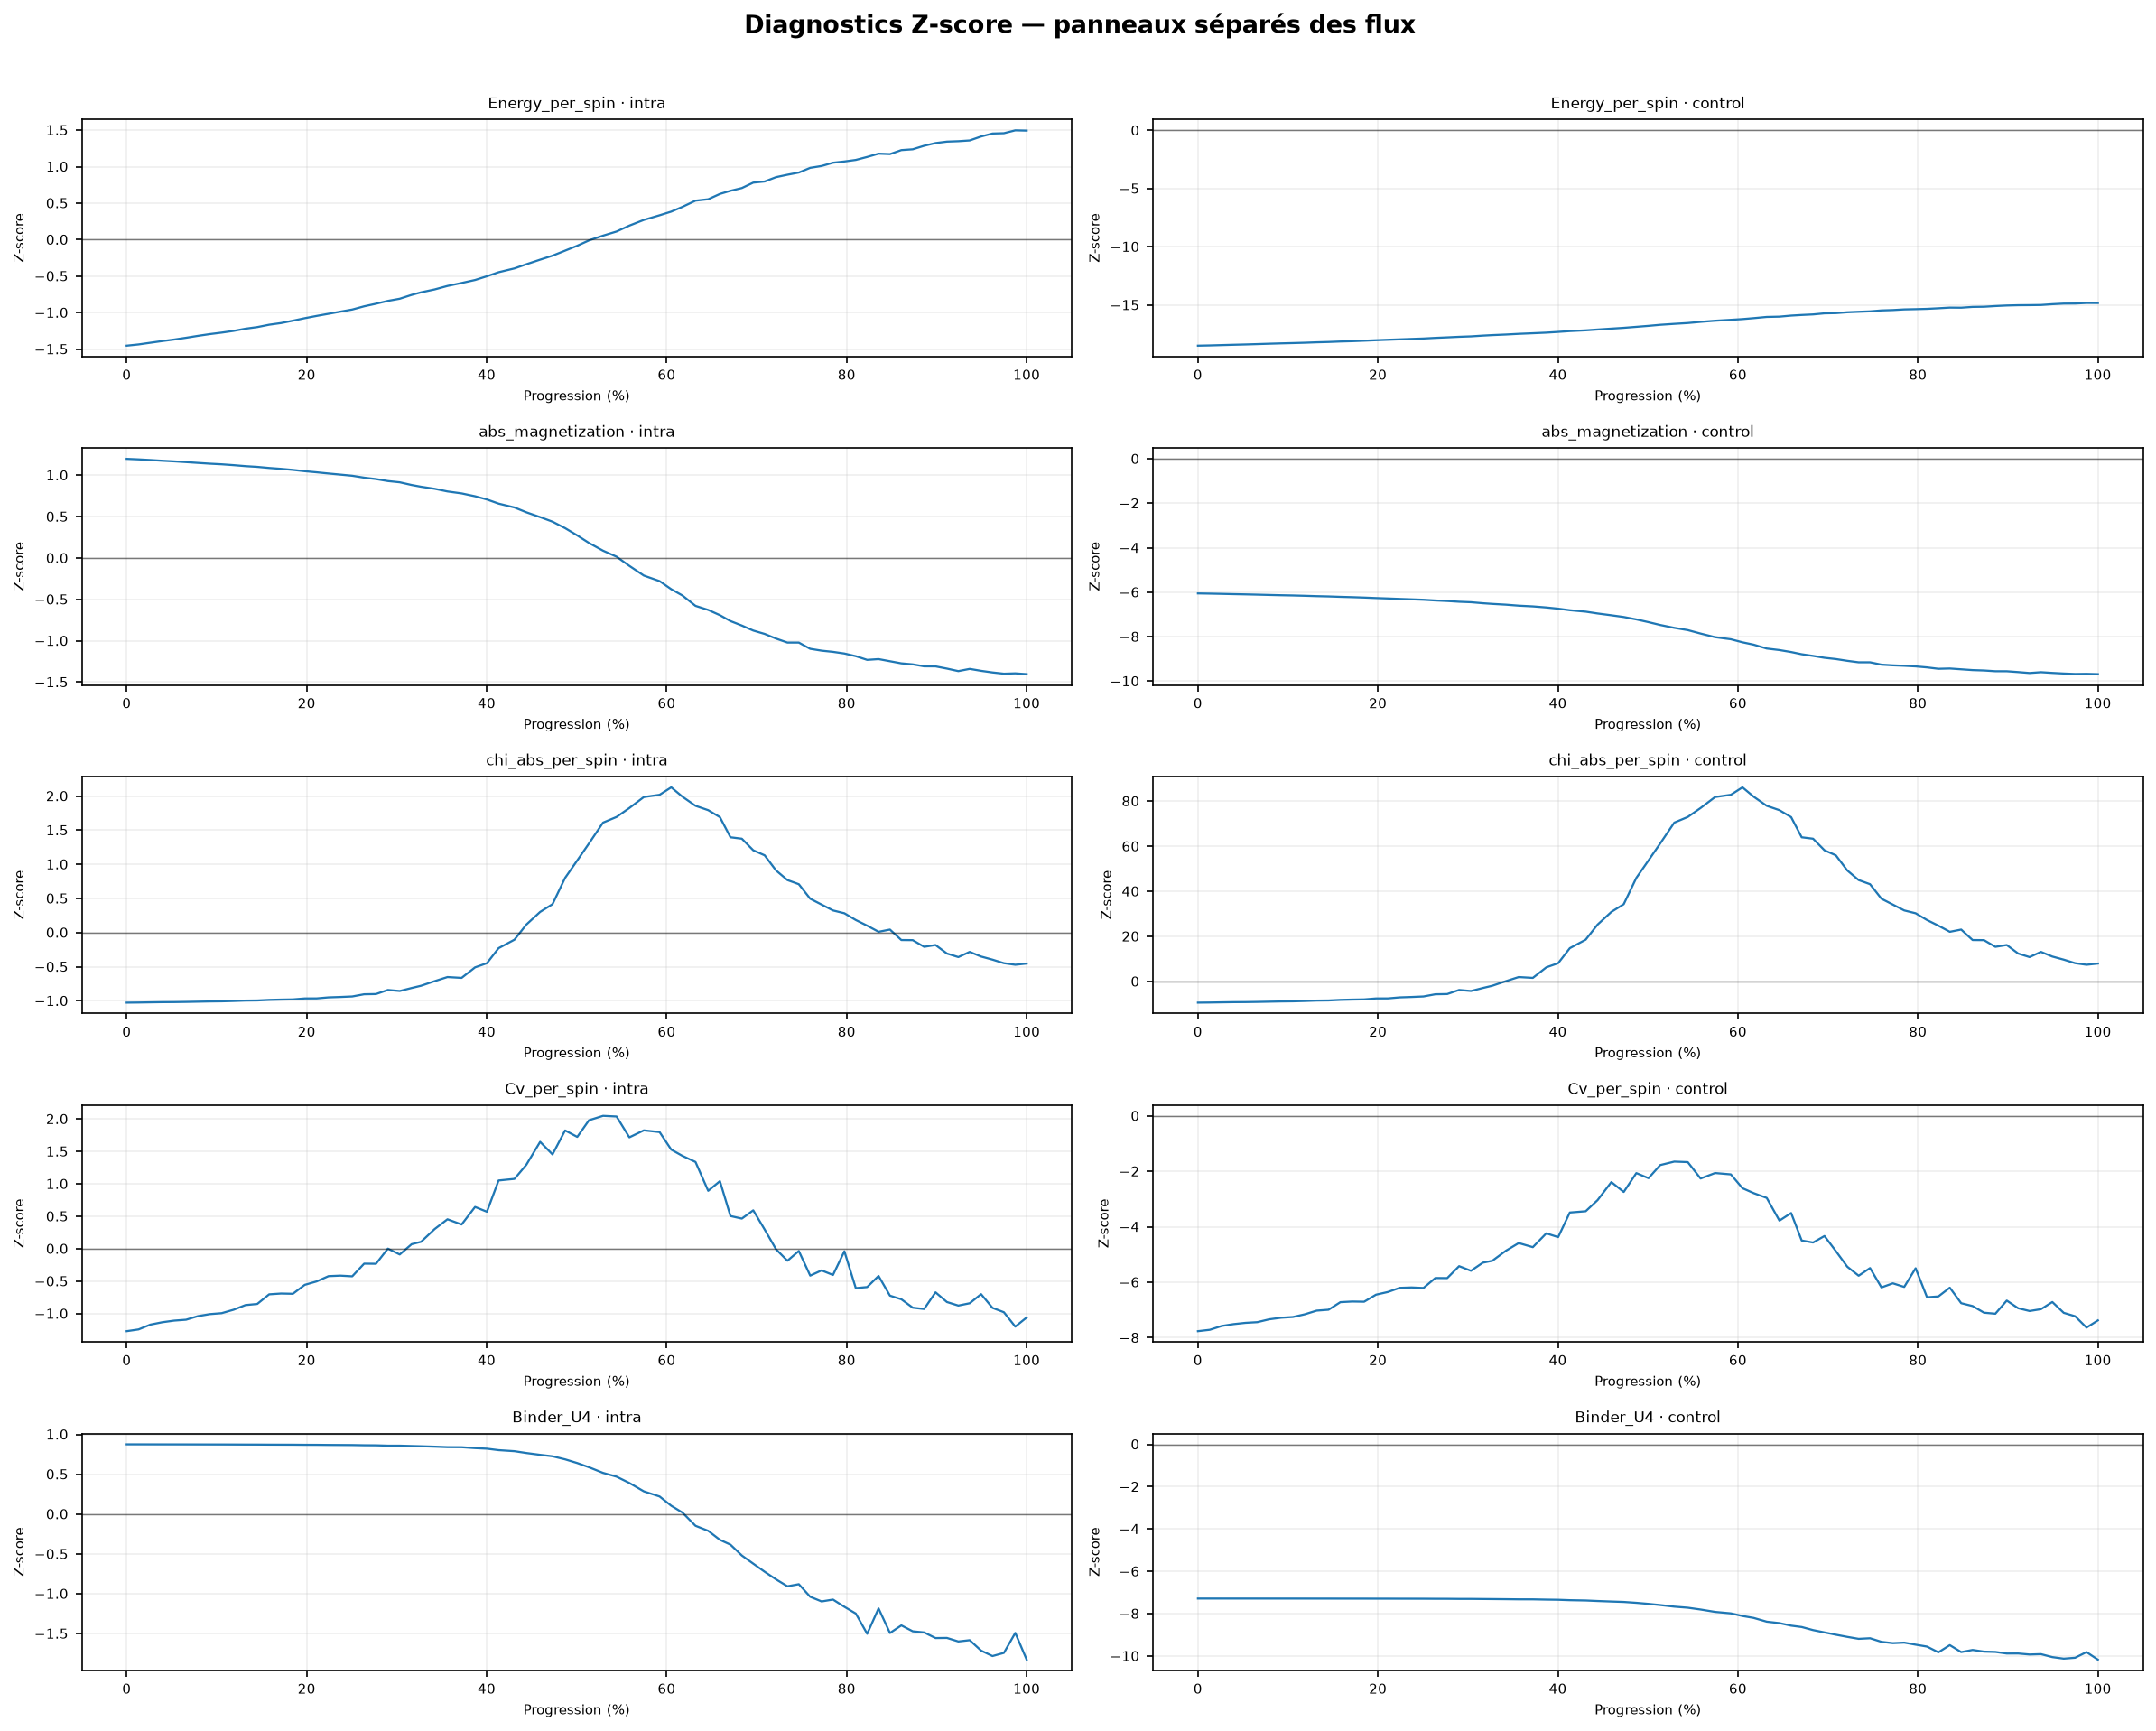 Diagnostics Z-score — panneaux séparés des flux
Energy_per_spin · intra
1.5
1.0
0.5
0.0
−0.5
−1.0
−1.5
Z-score
0 20 40 60 80 100
Progression (%)
Energy_per_spin · control
0
−5
−10
−15
Z-score
0 20 40 60 80 100
Progression (%)
abs_magnetization · intra
1.0
0.5
0.0
−0.5
−1.0
−1.5
Z-score
0 20 40 60 80 100
Progression (%)
abs_magnetization · control
0
−2
−4
−6
−8
−10
Z-score
0 20 40 60 80 100
Progression (%)
chi_abs_per_spin · intra
2.0
1.5
1.0
0.5
0.0
−0.5
−1.0
Z-score
0 20 40 60 80 100
Progression (%)
chi_abs_per_spin · control
80
60
40
20
0
Z-score
0 20 40 60 80 100
Progression (%)
Cv_per_spin · intra
2.0
1.5
1.0
0.5
0.0
−0.5
−1.0
Z-score
0 20 40 60 80 100
Progression (%)
Cv_per_spin · control
0
−2
−4
−6
−8
Z-score
0 20 40 60 80 100
Progression (%)
Binder_U4 · intra
1.0
0.5
0.0
−0.5
−1.0
−1.5
Z-score
0 20 40 60 80 100
Progression (%)
Binder_U4 · control
0
−2
−4
−6
−8
−10
Z-score
0 20 40 60 80 100
Progression (%)